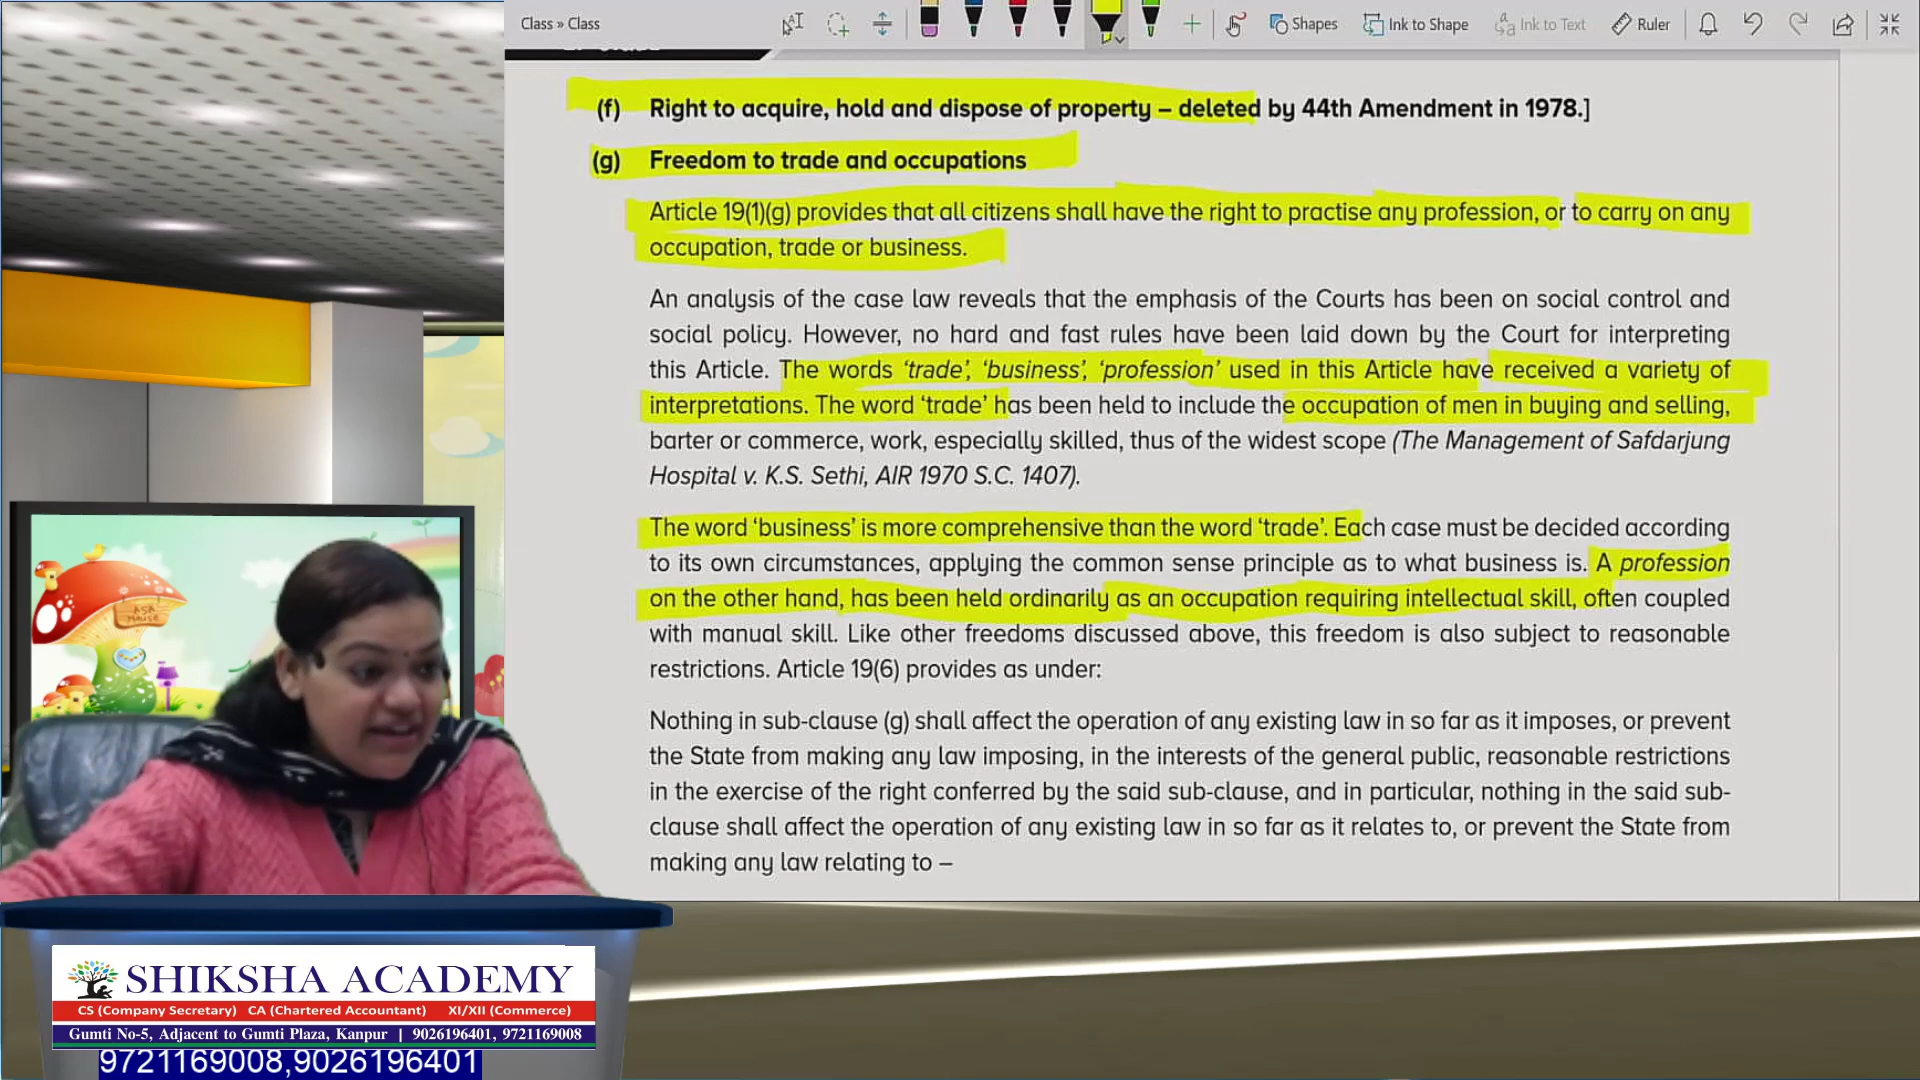 Class » Class
Shapes
Ink to Shape
Ink to Text
Ruler
(f) Right to acquire, hold and dispose of property – deleted by 44th Amendment in 1978.]
(g) Freedom to trade and occupations
Article 19(1)(g) provides that all citizens shall have the right to practise any profession, or to carry on any
occupation, trade or business.
An analysis of the case law reveals that the emphasis of the Courts has been on social control and
social policy. However, no hard and fast rules have been laid down by the Court for interpreting
this Article. The words ‘trade’, ‘business’, ‘profession’ used in this Article have received a variety of
interpretations. The word ‘trade’ has been held to include the occupation of men in buying and selling,
barter or commerce, work, especially skilled, thus of the widest scope (The Management of Safdarjung
Hospital v. K.S. Sethi, AIR 1970 S.C. 1407).
The word ‘business’ is more comprehensive than the word ‘trade’. Each case must be decided according
to its own circumstances, applying the common sense principle as to what business is. A profession
on the other hand, has been held ordinarily as an occupation requiring intellectual skill, often coupled
with manual skill. Like other freedoms discussed above, this freedom is also subject to reasonable
restrictions. Article 19(6) provides as under:
Nothing in sub-clause (g) shall affect the operation of any existing law in so far as it imposes, or prevent
the State from making any law imposing, in the interests of the general public, reasonable restrictions
in the exercise of the right conferred by the said sub-clause, and in particular, nothing in the said sub-
clause shall affect the operation of any existing law in so far as it relates to, or prevent the State from
making any law relating to –
ASA
HAUSE
SHIKSHA ACADEMY
CS (Company Secretary) CA (Chartered Accountant) XI/XII (Commerce)
Gumti No-5, Adjacent to Gumti Plaza, Kanpur | 9026196401, 9721169008
9721169008,9026196401